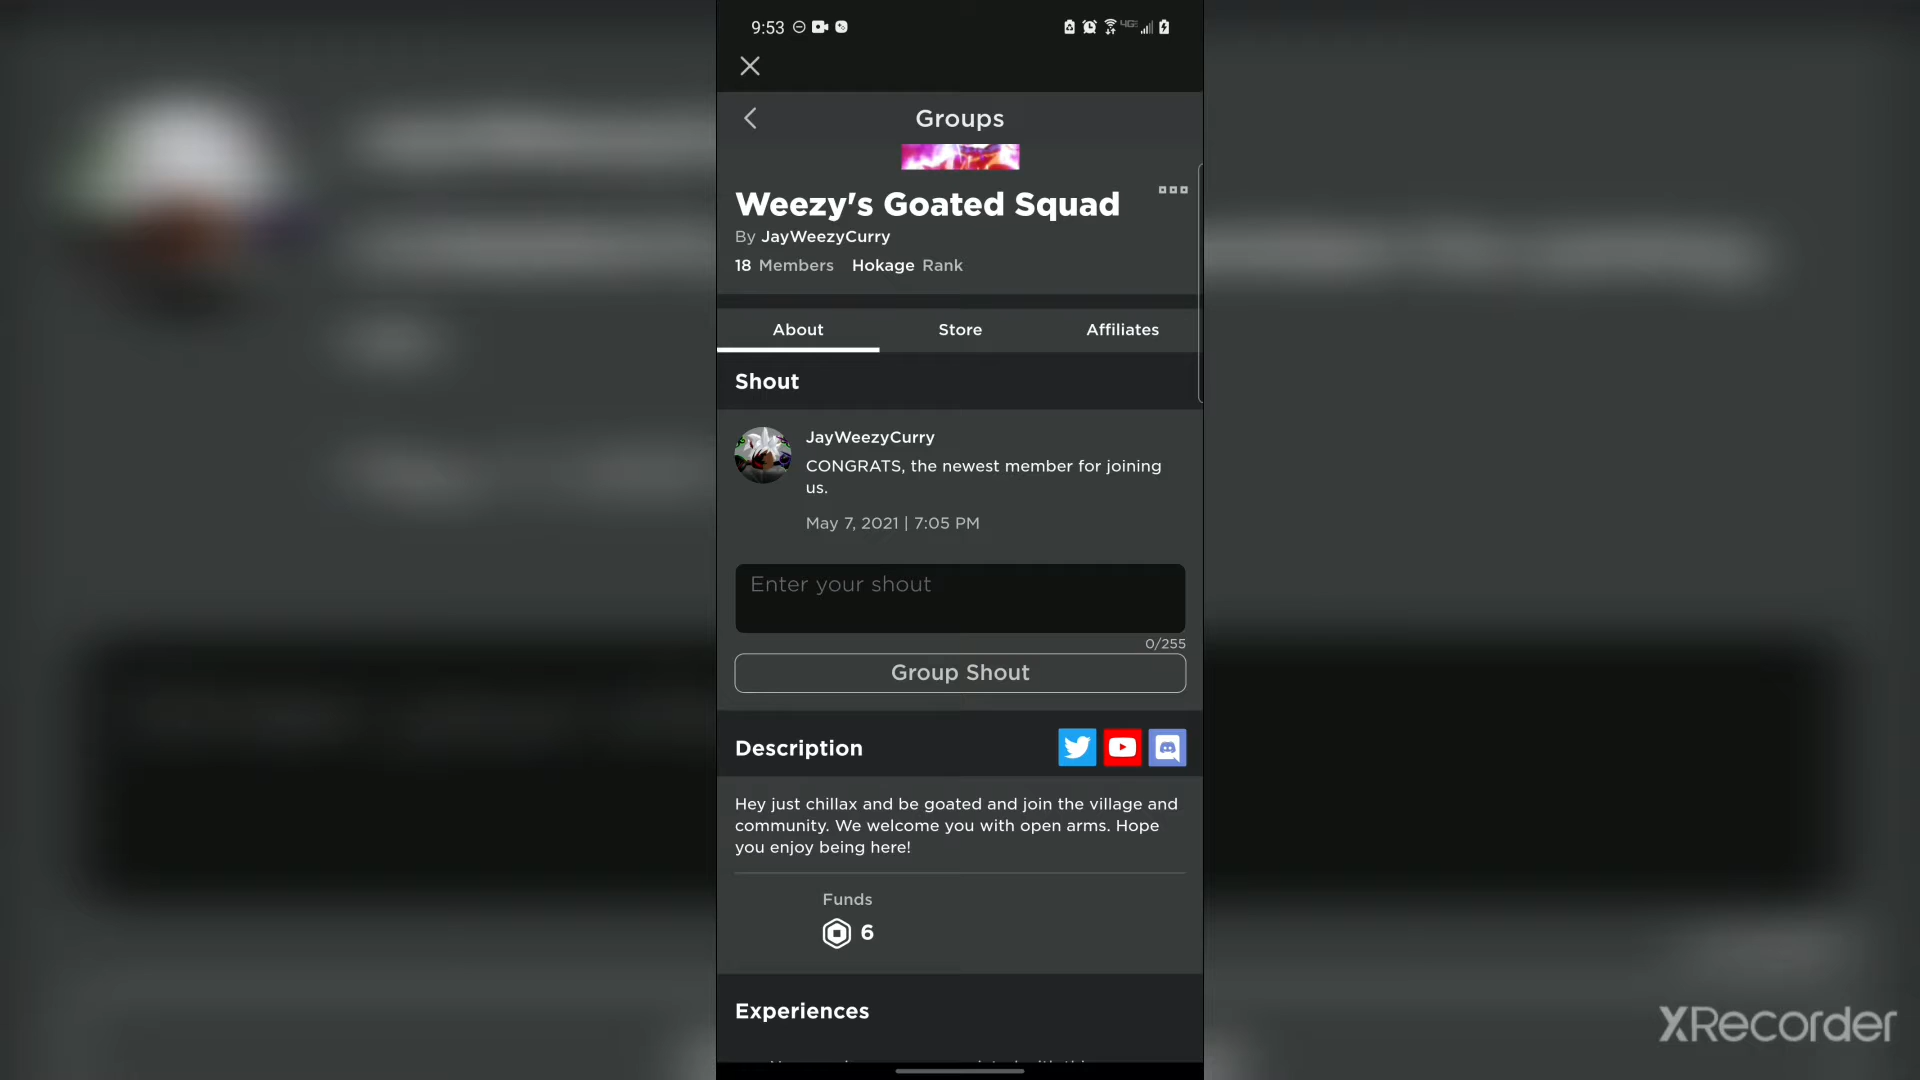 9:53
4GE
Groups
Weezy's Goated Squad
By JayWeezyCurry
18 Members Hokage Rank
About Store Affiliates
Shout
JayWeezyCurry
CONGRATS, the newest member for joining
us.
May 7, 2021 | 7:05 PM
Enter your shout
0/255
Group Shout
Description
Hey just chillax and be goated and join the village and
community. We welcome you with open arms. Hope
you enjoy being here!
Funds
6
Experiences
XRecorder